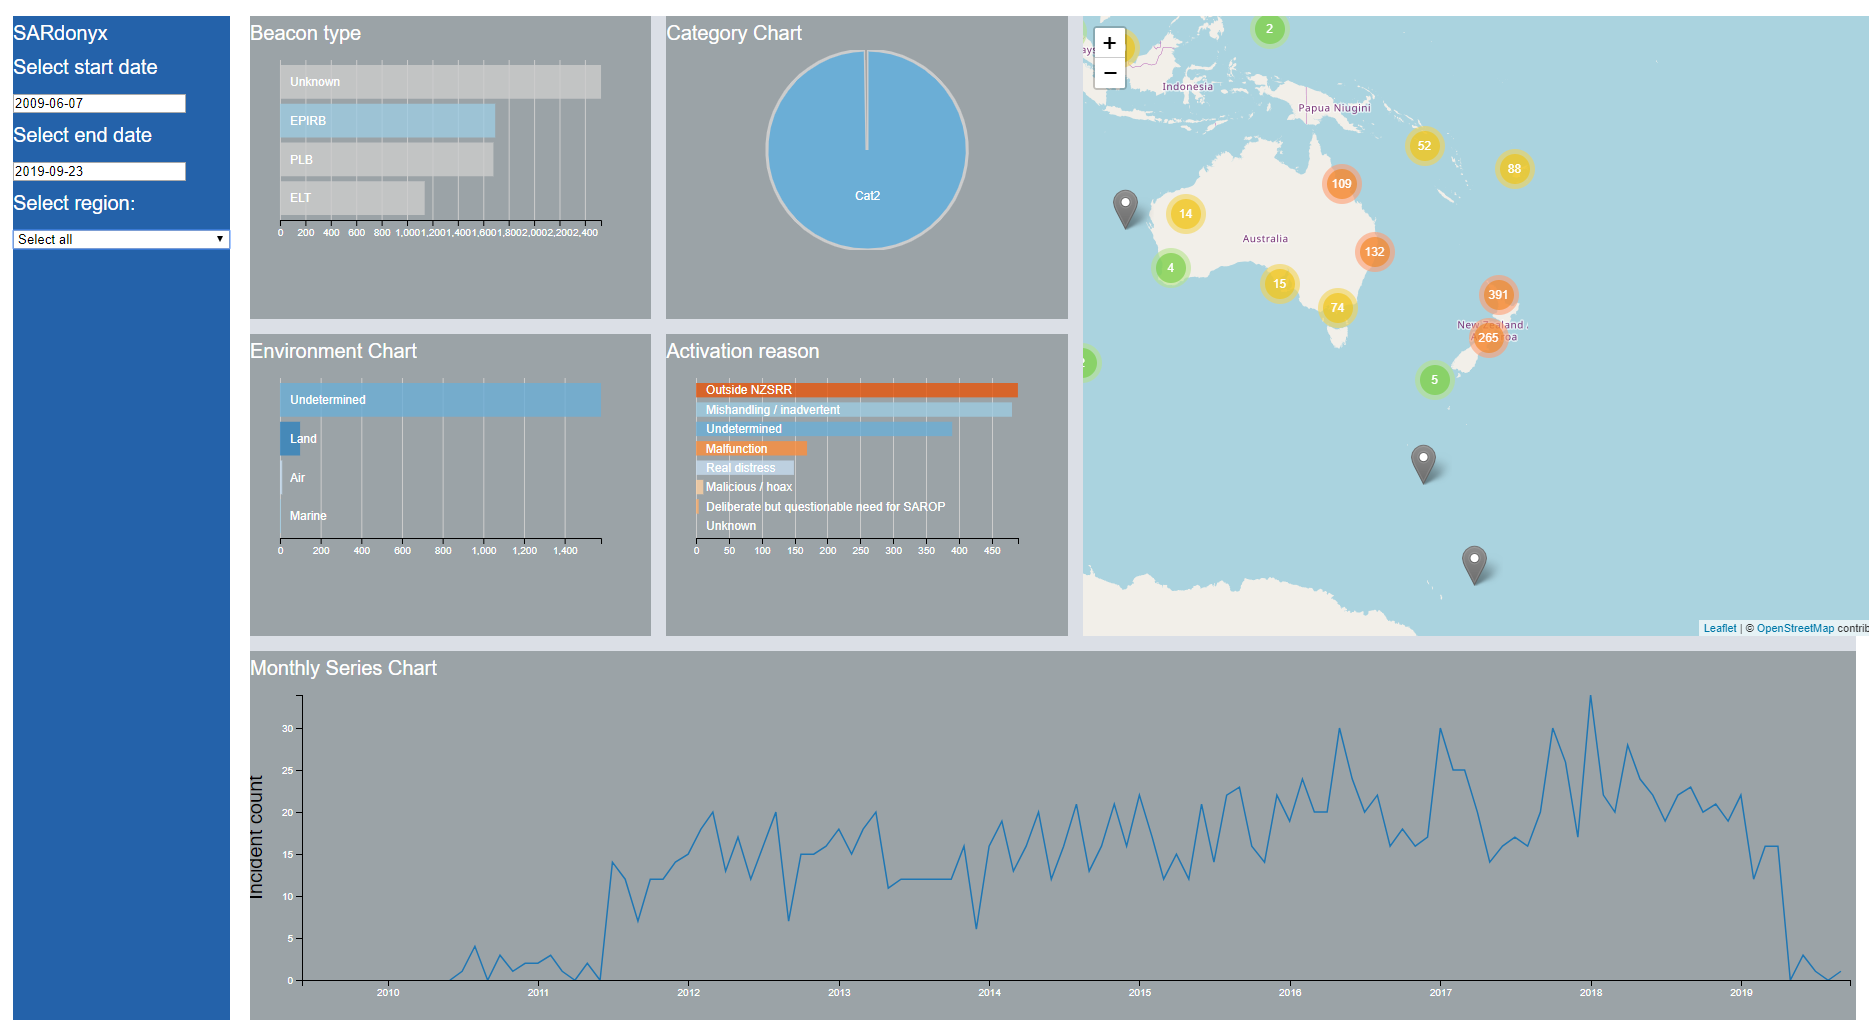 SARdonyx
Select start date
2009-06-07
Select end date
2019-09-23
Select region:
Select all
Beacon type
Unknown
EPIRB
PLB
ELT
0 200 400 600 800 1,000 1,200 1,400 1,600 1,800 2,000 2,200 2,400
Category Chart
Cat2
Environment Chart
Undetermined
Land
Air
Marine
0 200 400 600 800 1,000 1,200 1,400
Activation reason
Outside NZSRR
Mishandling / inadvertent
Undetermined
Malfunction
Real distress
Malicious / hoax
Deliberate but questionable need for SAROP
Unknown
0 50 100 150 200 250 300 350 400 450
+
−
2
Indonesia
Papua Niugini
52
88
109
14
Australia
132
4
15
74
391
New Zealand
265
5
Leaflet | © OpenStreetMap contrib
Monthly Series Chart
Incident count
30
25
20
15
10
5
0
2010 2011 2012 2013 2014 2015 2016 2017 2018 2019